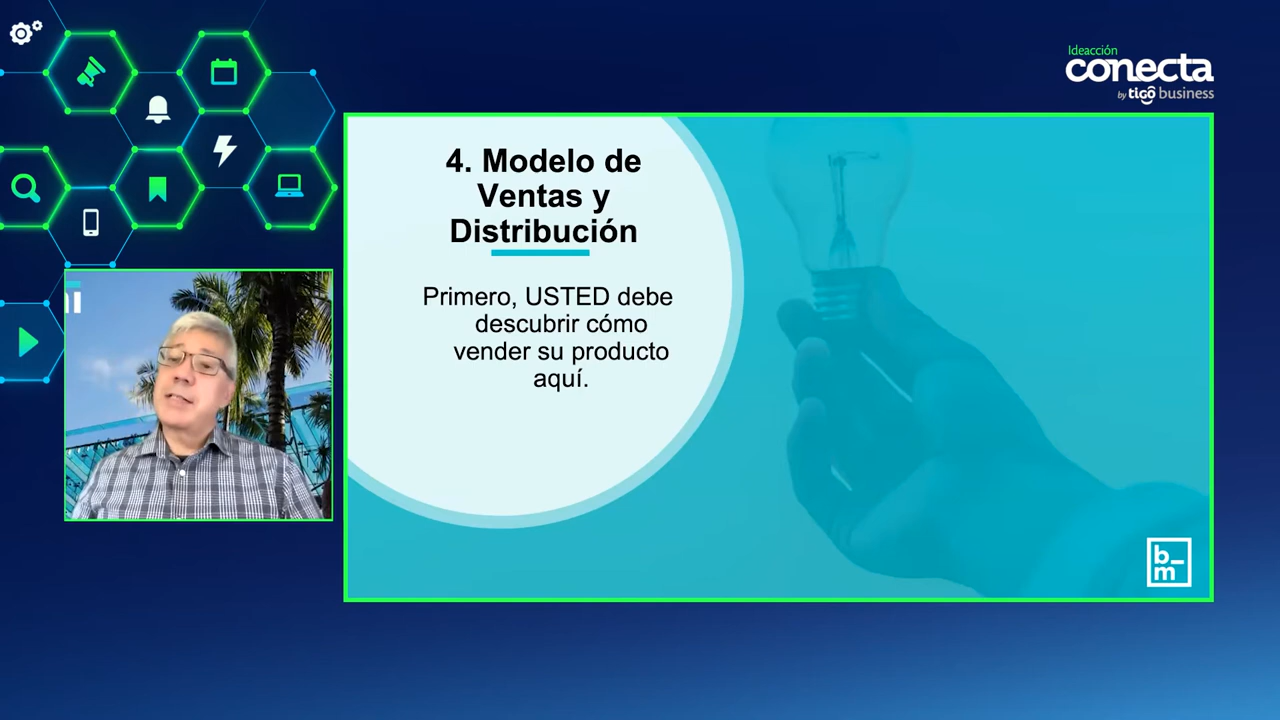 Ideacción
conecta
by tigo business
4. Modelo de
Ventas y
Distribución
Primero, USTED debe
descubrir cómo
vender su producto
aquí.
b_
m